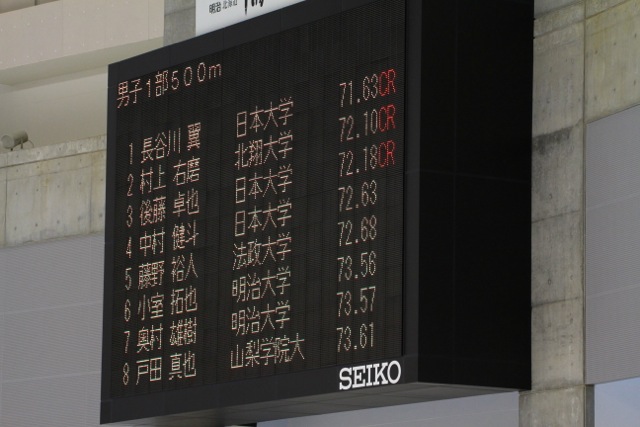 明治
男子1部500m
1 長谷川 翼 日本大学 71.63CR
2 村上 右磨 北翔大学 72.10CR
3 後藤 卓也 日本大学 72.18CR
4 中村 健斗 日本大学 72.63
5 藤野 裕人 法政大学 72.68
6 小室 拓也 明治大学 73.56
7 奥村 雄樹 明治大学 73.57
8 戸田 真也 山梨学院大 73.61
SEIKO